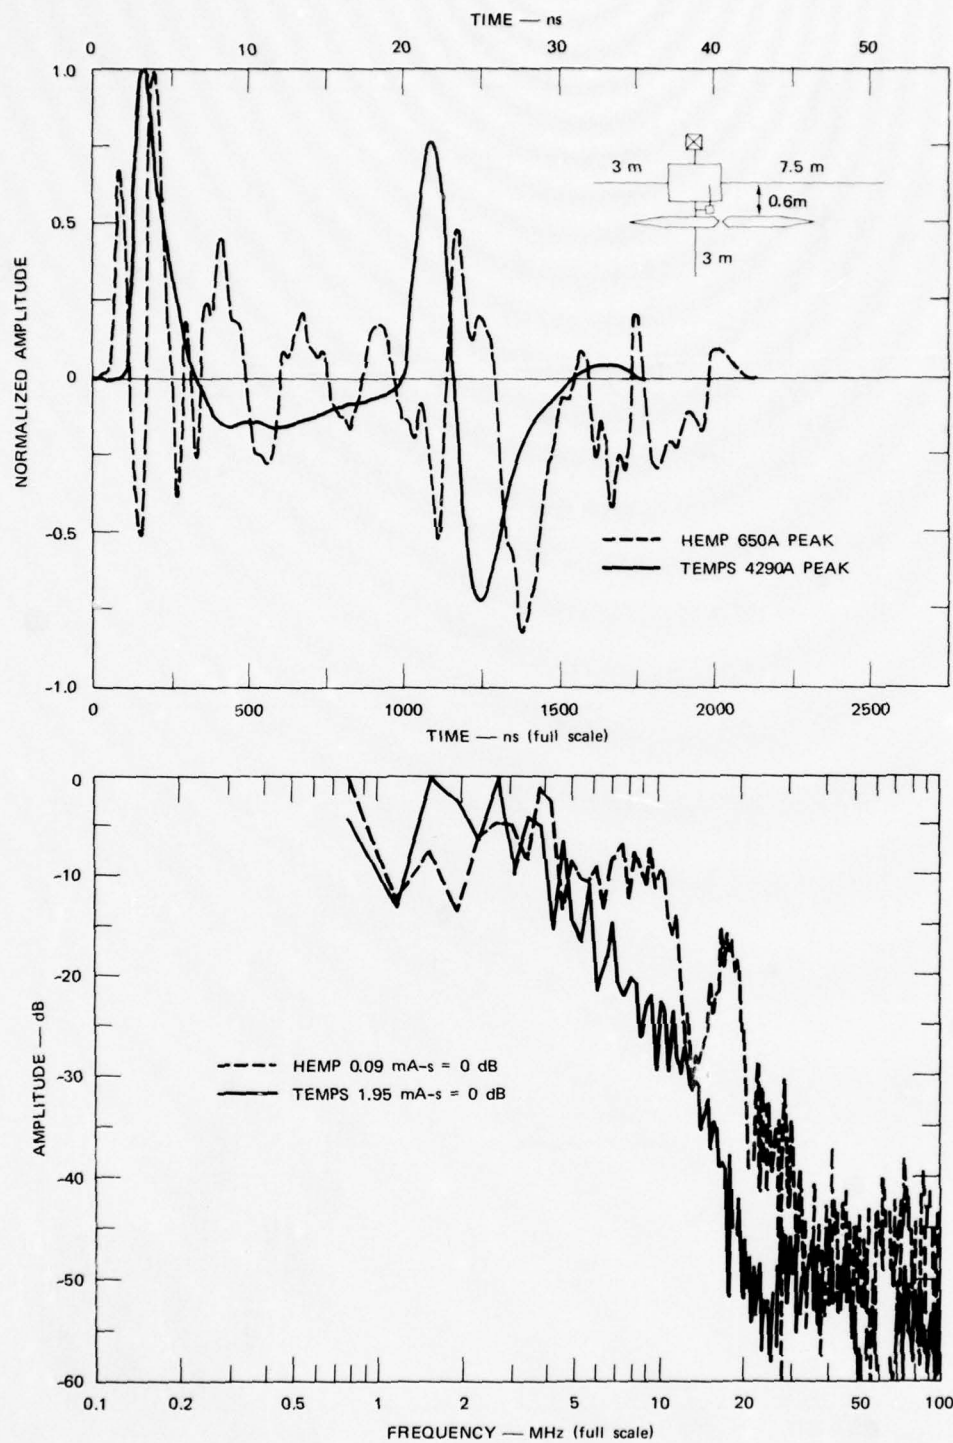 TIME — ns
0 10 20 30 40 50
1.0
0.5
0
-0.5
-1.0
NORMALIZED AMPLITUDE
3 m
7.5 m
0.6m
3 m
HEMP 650A PEAK
TEMPS 4290A PEAK
0 500 1000 1500 2000 2500
TIME — ns (full scale)
0
-10
-20
-30
-40
-50
-60
AMPLITUDE — dB
HEMP 0.09 mA-s = 0 dB
TEMPS 1.95 mA-s = 0 dB
0.1 0.2 0.5 1 2 5 10 20 50 100
FREQUENCY — MHz (full scale)